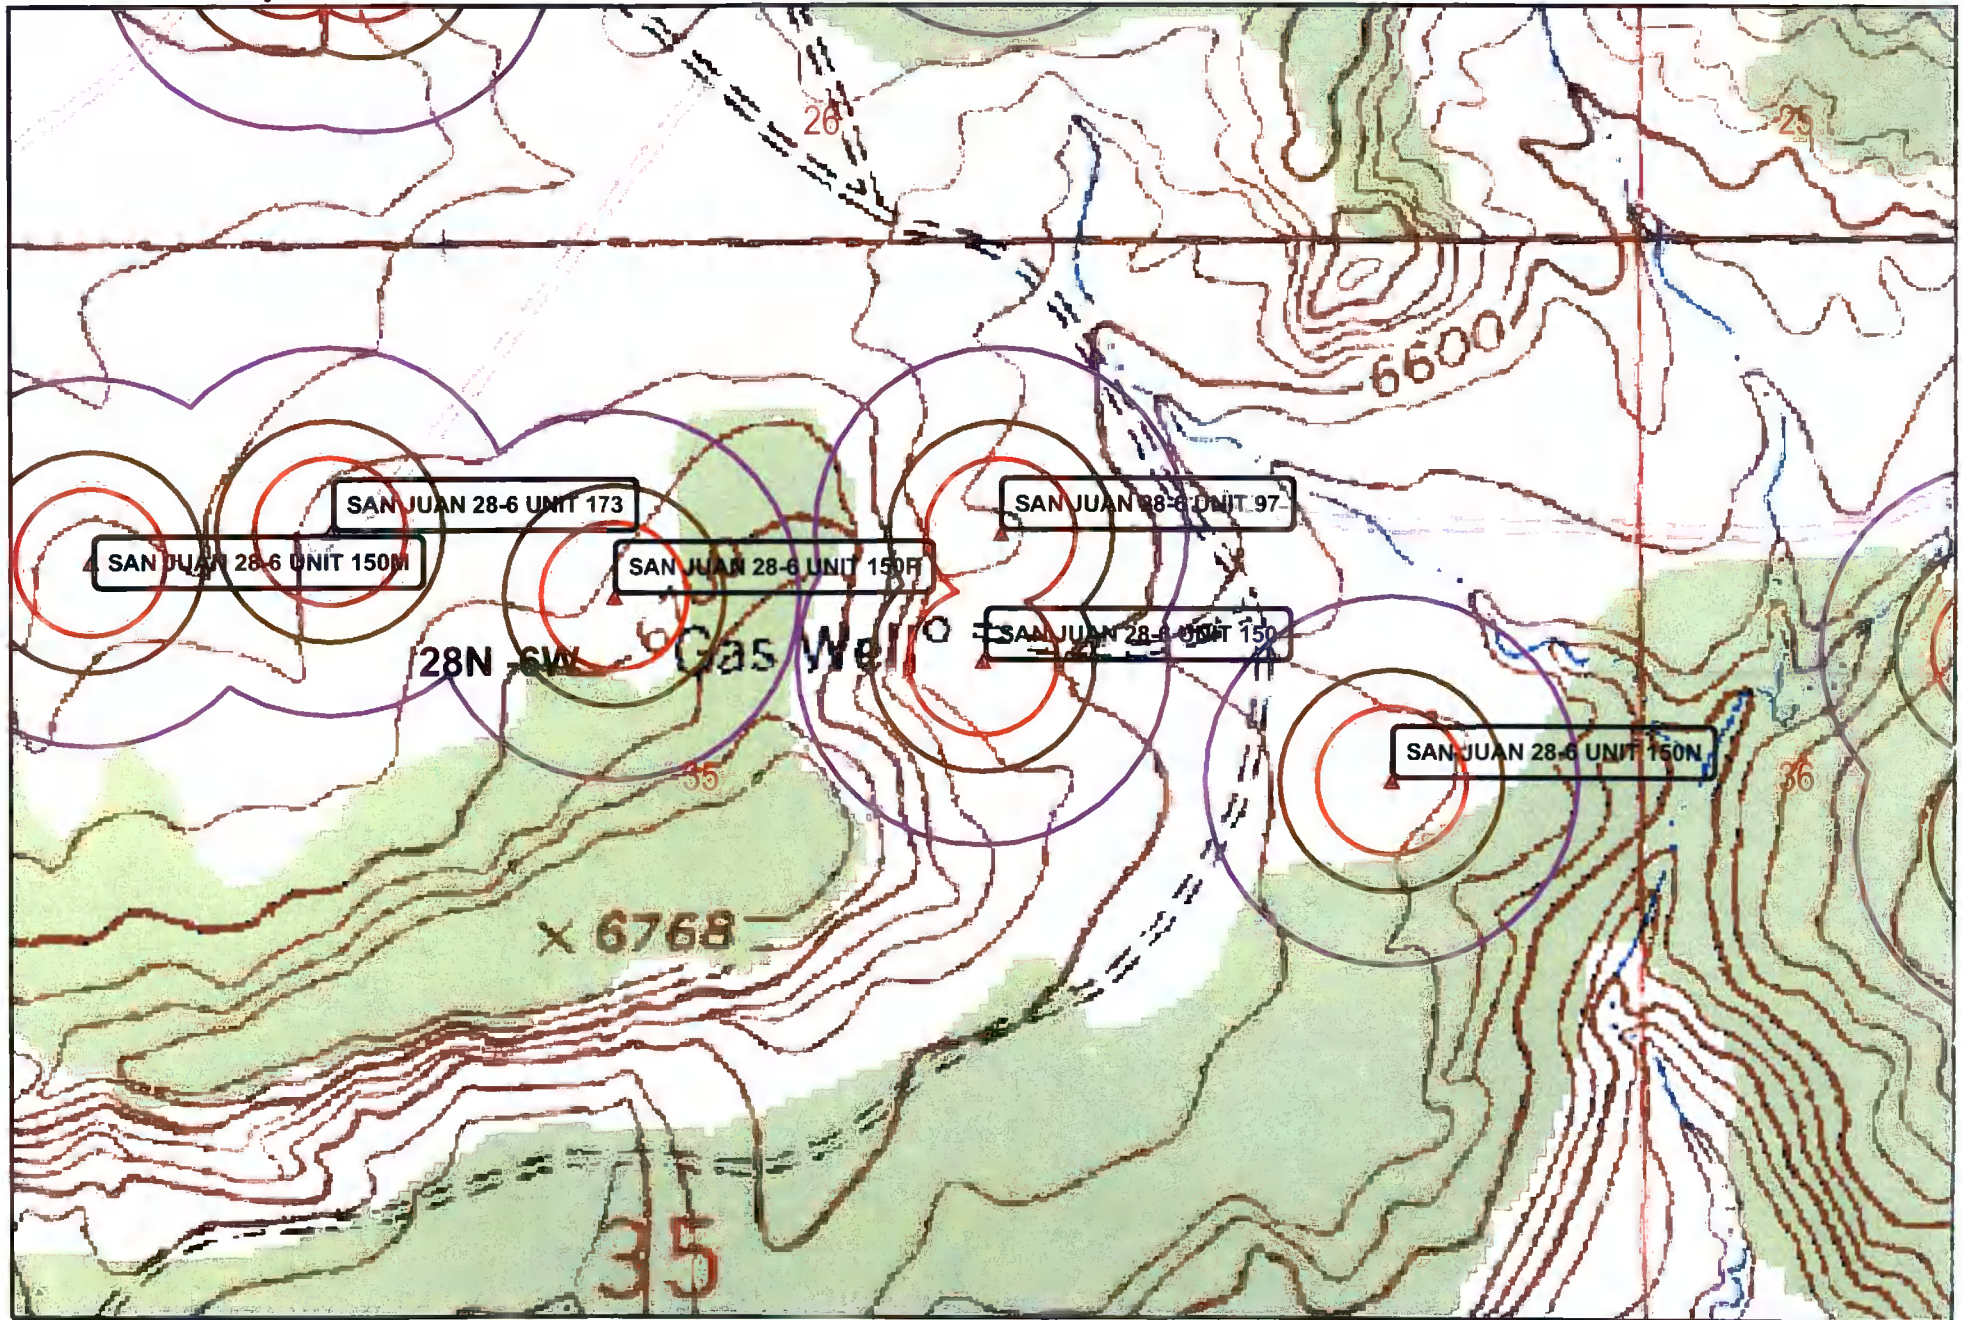 26
25
6600
SAN JUAN 28-6 UNIT 173
SAN JUAN 28-6 UNIT 97
SAN JUAN 28-6 UNIT 150M
SAN JUAN 28-6 UNIT
SAN JUAN 28-6 UNIT 150
Gas Well
28N 6W
SAN JUAN 28-6 UNIT 150N
35
36
× 6768
35